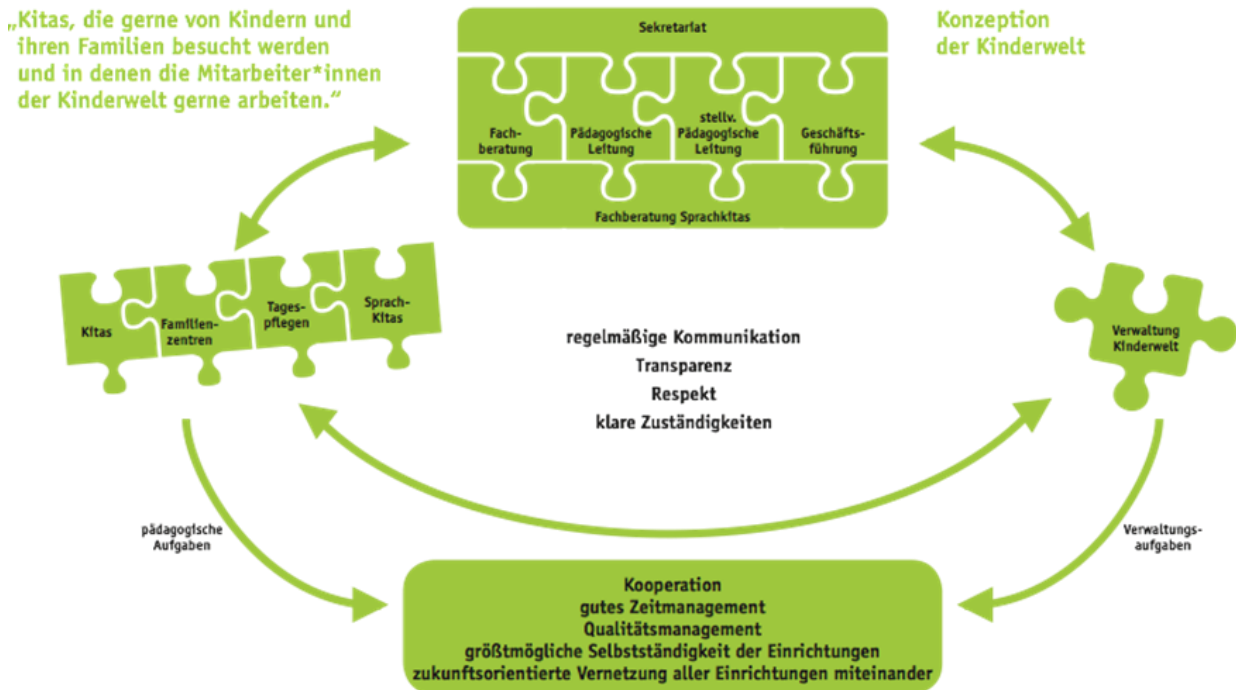 „Kitas, die gerne von Kindern und
ihren Familien besucht werden
und in denen die Mitarbeiter*innen
der Kinderwelt gerne arbeiten.“
Konzeption
der Kinderwelt
Sekretariat
Fach-
beratung
Pädagogische
Leitung
stellv.
Pädagogische
Leitung
Geschäfts-
führung
Fachberatung Sprachkitas
Kitas
Familien-
zentren
Tages-
pflegen
Sprach-
Kitas
regelmäßige Kommunikation
Transparenz
Respekt
klare Zuständigkeiten
Verwaltung
Kinderwelt
pädagogische
Aufgaben
Verwaltungs-
aufgaben
Kooperation
gutes Zeitmanagement
Qualitätsmanagement
größtmögliche Selbstständigkeit der Einrichtungen
zukunftsorientierte Vernetzung aller Einrichtungen miteinander